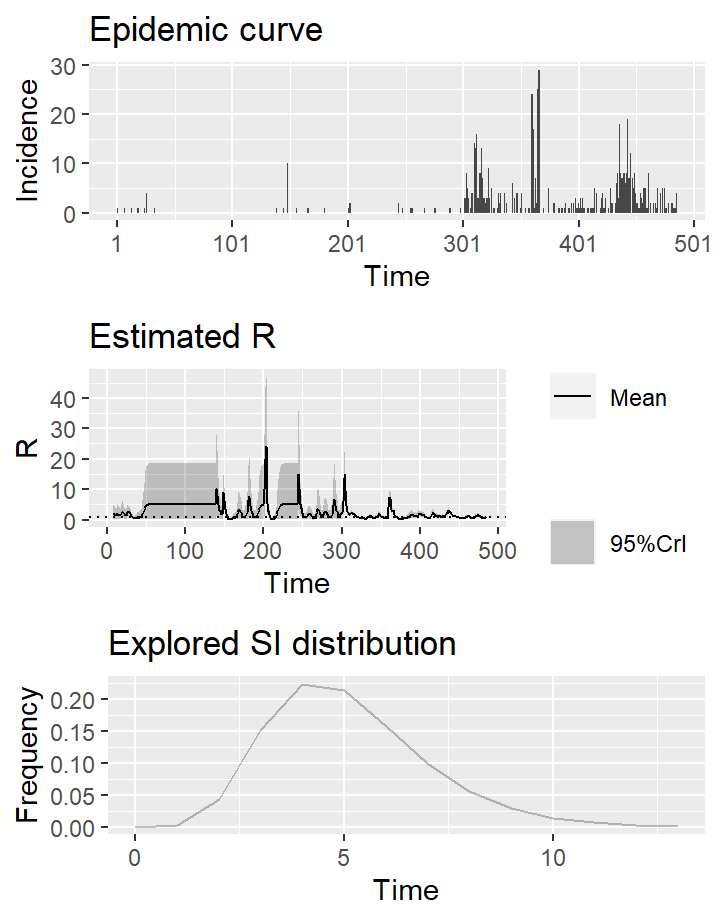 Epidemic curve
30
20
10
0
Incidence
1 101 201 301 401 501
Time
Estimated R
40
30
20
10
0
R
0 100 200 300 400 500
Time
Mean
95%CrI
Explored SI distribution
0.20
0.15
0.10
0.05
0.00
Frequency
0 5 10
Time